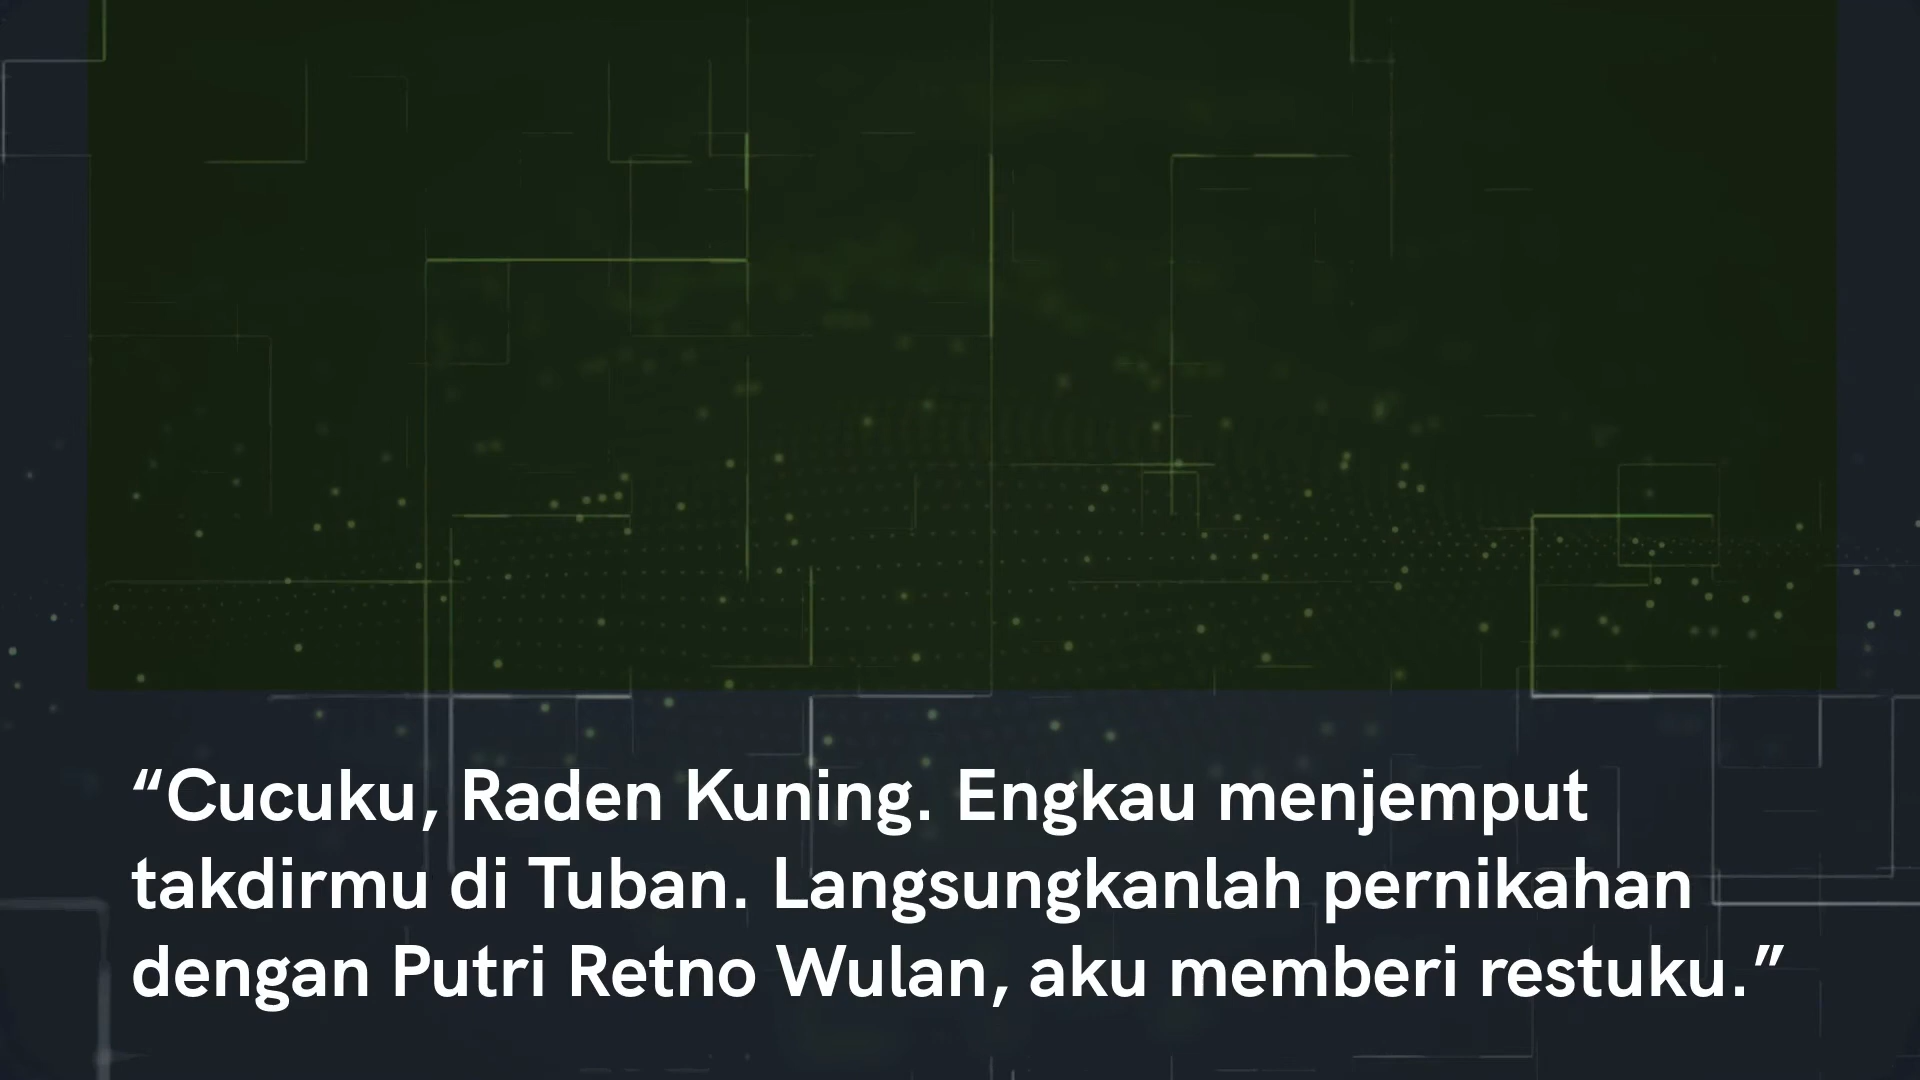 “Cucuku, Raden Kuning. Engkau menjemput
takdirmu di Tuban. Langsungkanlah pernikahan
dengan Putri Retno Wulan, aku memberi restuku.”